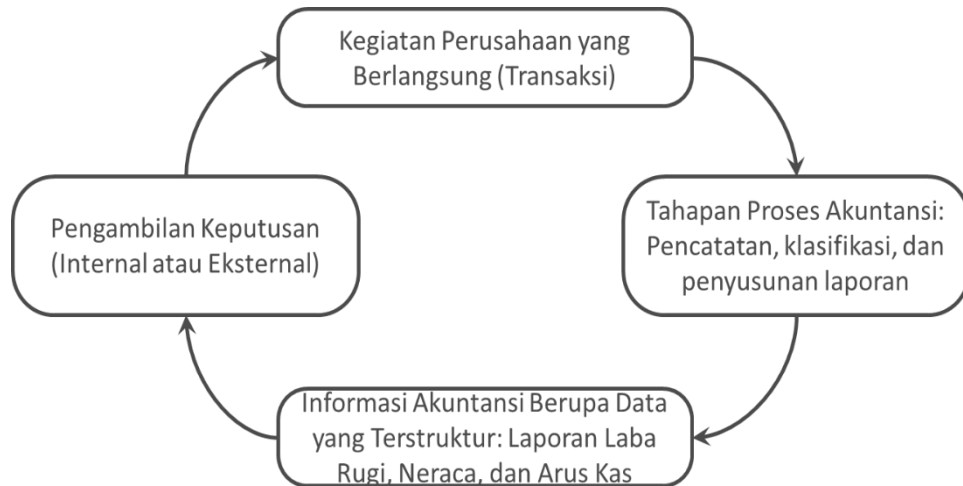 Kegiatan Perusahaan yang
Berlangsung (Transaksi)
Tahapan Proses Akuntansi:
Pencatatan, klasifikasi, dan
penyusunan laporan
Informasi Akuntansi Berupa Data
yang Terstruktur: Laporan Laba
Rugi, Neraca, dan Arus Kas
Pengambilan Keputusan
(Internal atau Eksternal)